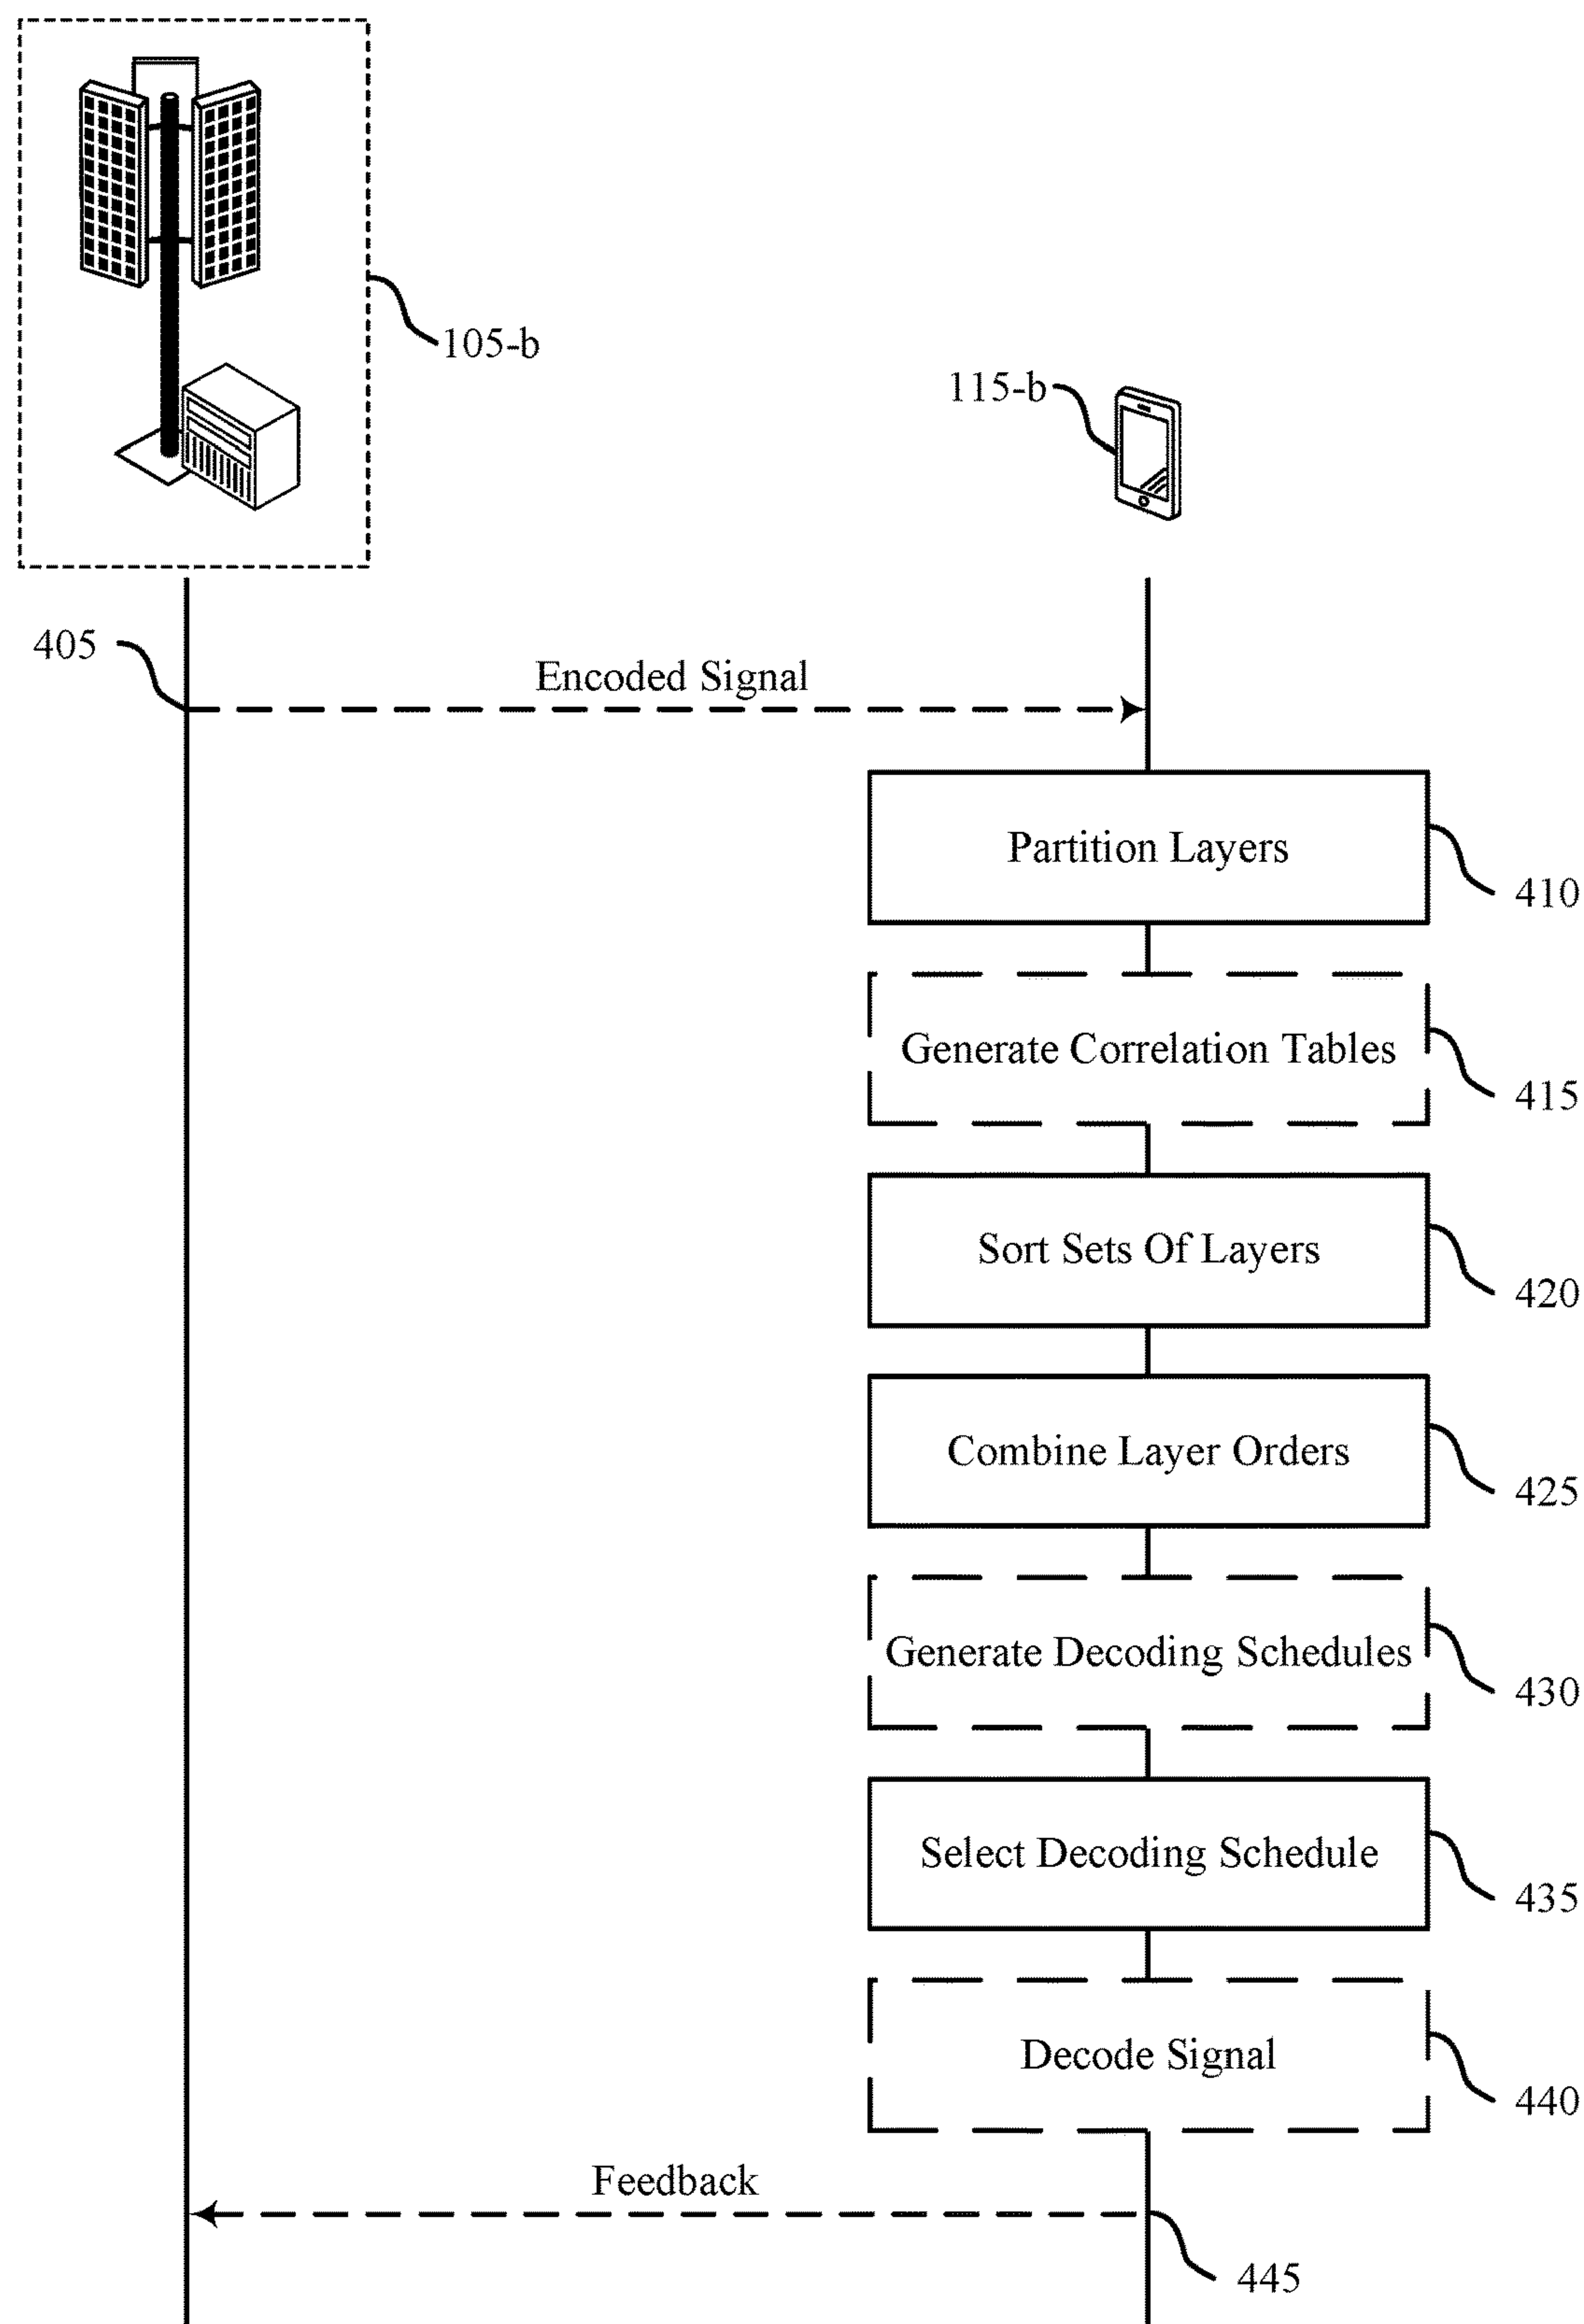 105-b
115-b
405
Encoded Signal
Partition Layers
410
Generate Correlation Tables
415
Sort Sets Of Layers
420
Combine Layer Orders
425
Generate Decoding Schedules
430
Select Decoding Schedule
435
Decode Signal
440
Feedback
445